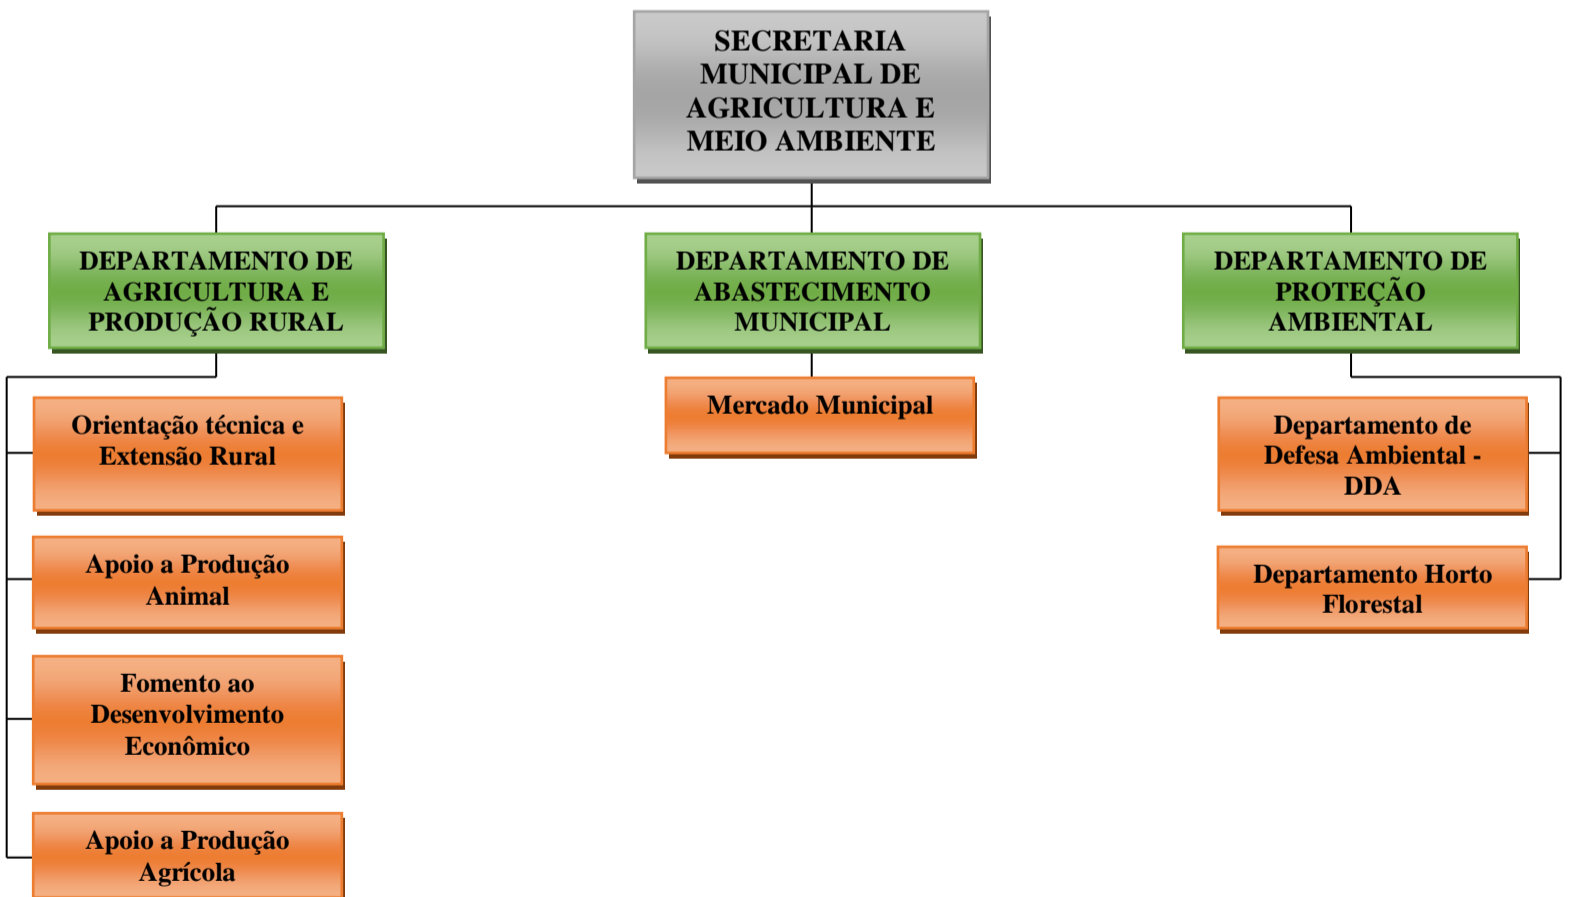 SECRETARIA
MUNICIPAL DE
AGRICULTURA E
MEIO AMBIENTE
DEPARTAMENTO DE
AGRICULTURA E
PRODUÇÃO RURAL
DEPARTAMENTO DE
ABASTECIMENTO
MUNICIPAL
DEPARTAMENTO DE
PROTEÇÃO
AMBIENTAL
Orientação técnica e
Extensão Rural
Apoio a Produção
Animal
Fomento ao
Desenvolvimento
Econômico
Apoio a Produção
Agrícola
Mercado Municipal
Departamento de
Defesa Ambiental -
DDA
Departamento Horto
Florestal